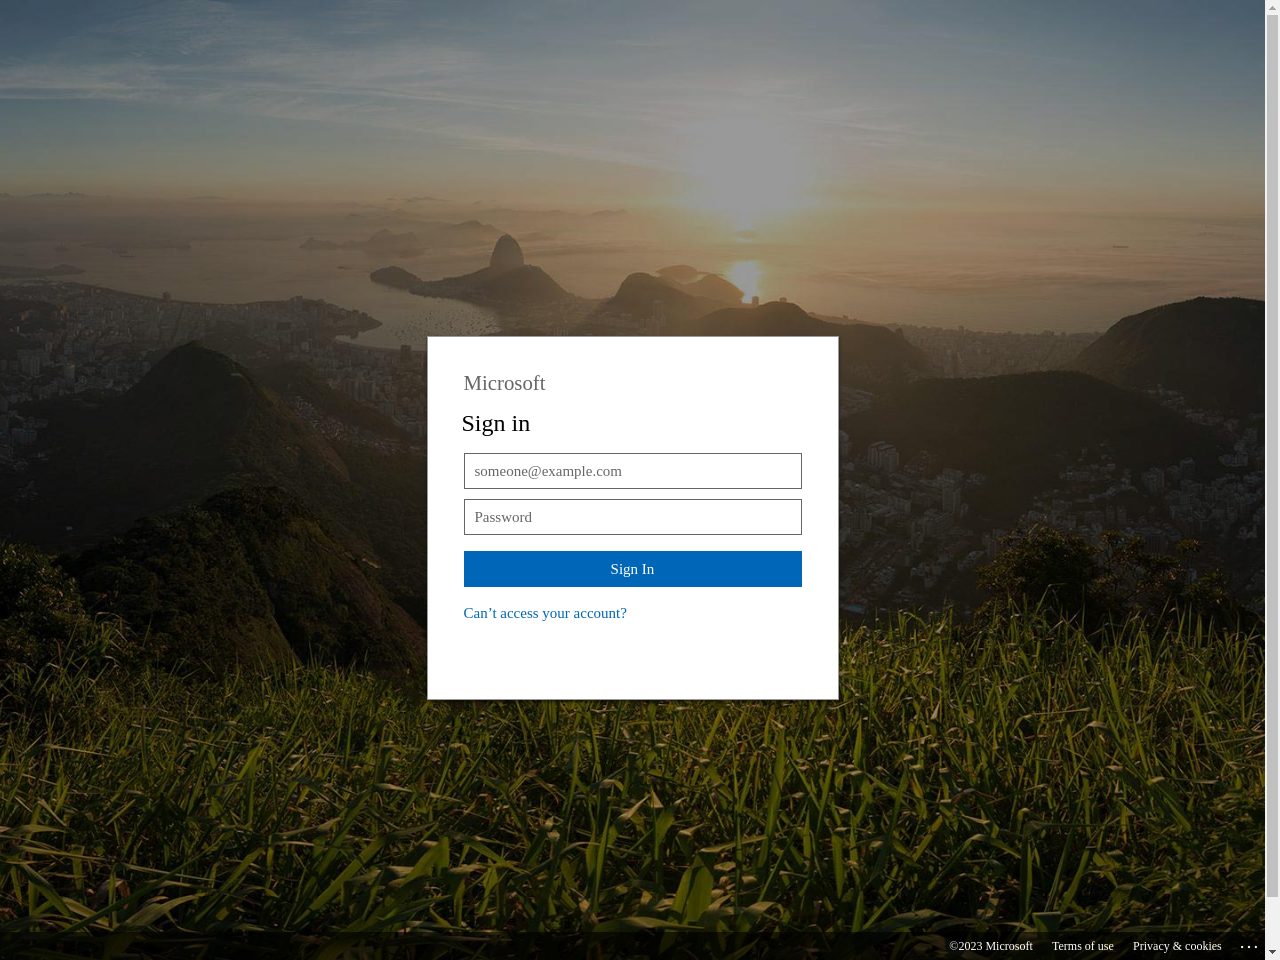 Microsoft
Sign in
someone@example.com
Password
Sign In
Can’t access your account?
©2023 Microsoft Terms of use Privacy & cookies ...